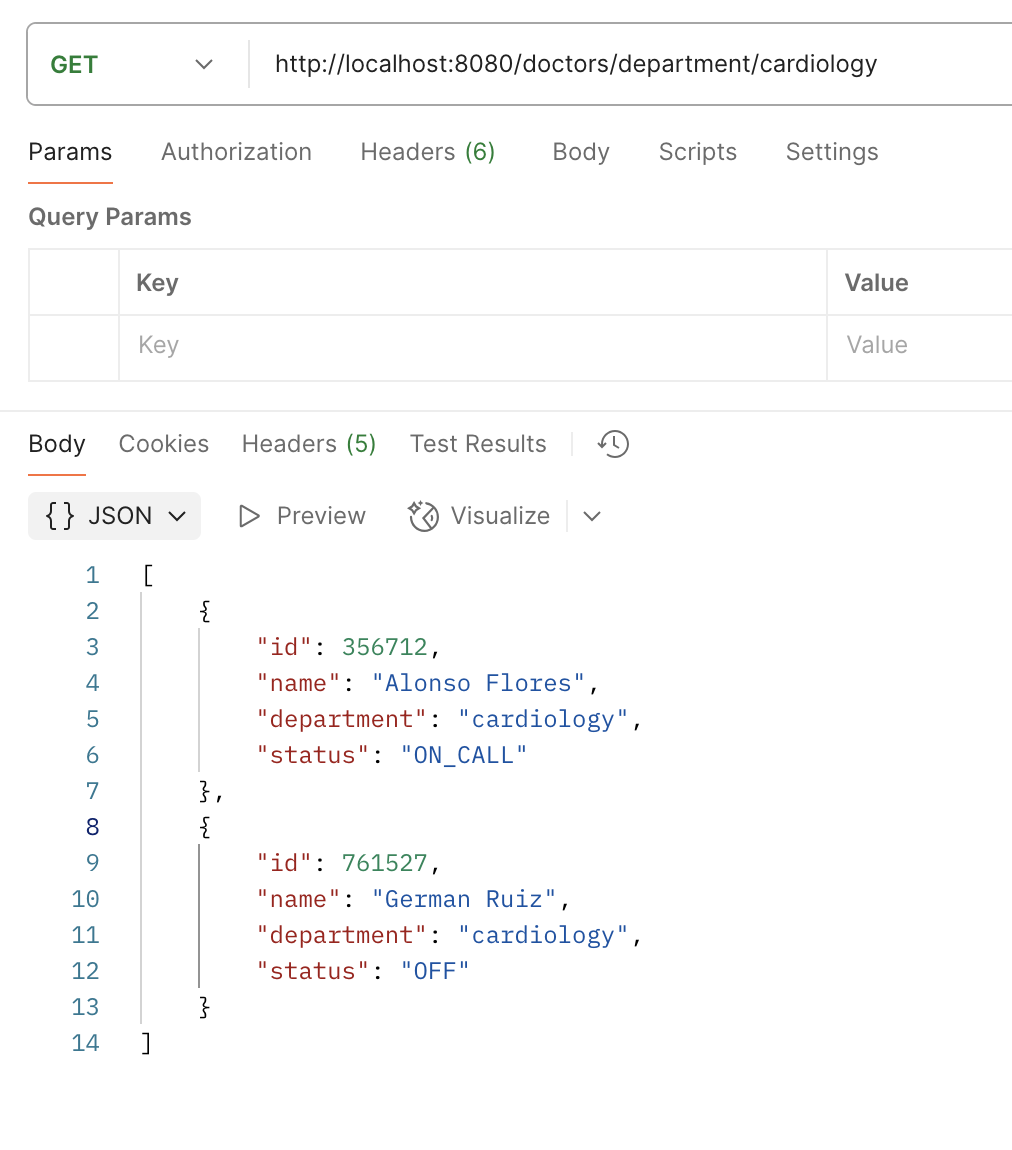 GET http://localhost:8080/doctors/department/cardiology
Params Authorization Headers (6) Body Scripts Settings
Query Params
Key Value
Key Value
Body Cookies Headers (5) Test Results
{} JSON Preview Visualize
1 [
2 {
3 "id": 356712,
4 "name": "Alonso Flores",
5 "department": "cardiology",
6 "status": "ON_CALL"
7 },
8 {
9 "id": 761527,
10 "name": "German Ruiz",
11 "department": "cardiology",
12 "status": "OFF"
13 }
14 ]